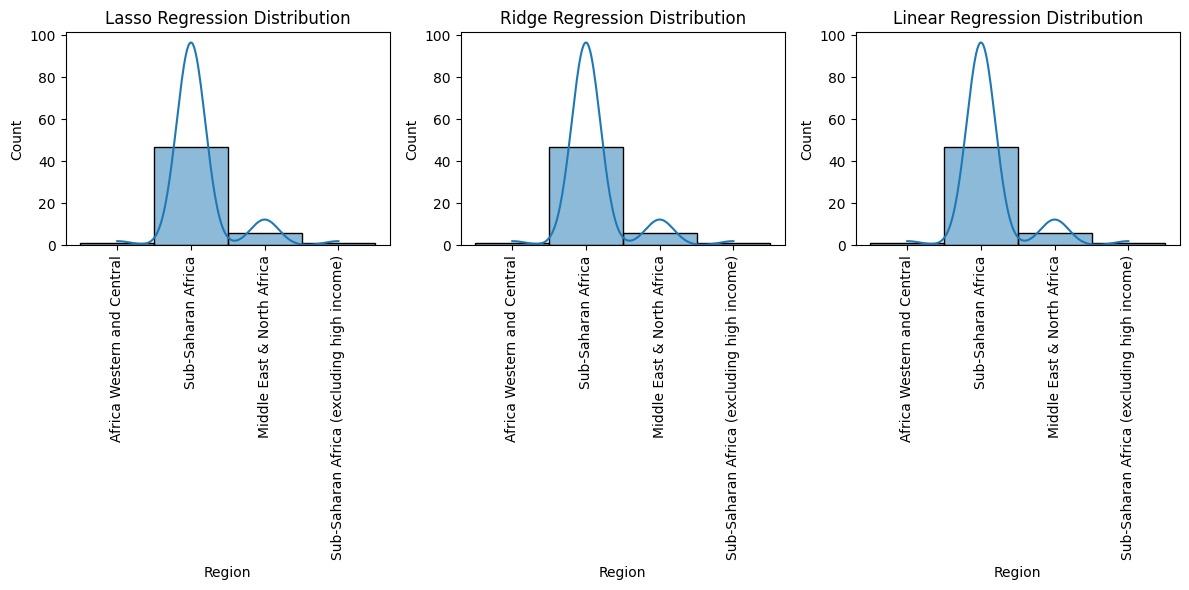 Lasso Regression Distribution
100
80
60
40
20
0
Count
Africa Western and Central
Sub-Saharan Africa
Middle East & North Africa
Sub-Saharan Africa (excluding high income)
Region
Ridge Regression Distribution
100
80
60
40
20
0
Count
Africa Western and Central
Sub-Saharan Africa
Middle East & North Africa
Sub-Saharan Africa (excluding high income)
Region
Linear Regression Distribution
100
80
60
40
20
0
Count
Africa Western and Central
Sub-Saharan Africa
Middle East & North Africa
Sub-Saharan Africa (excluding high income)
Region